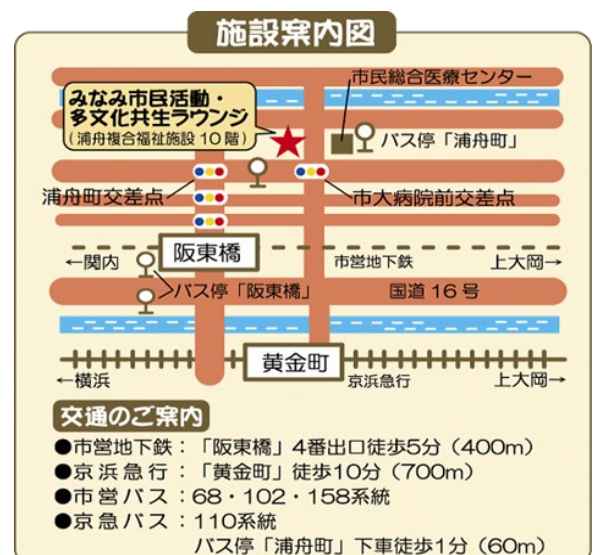 施設案内図
市民総合医療センター
みなみ市民活動・
多文化共生ラウンジ
(浦舟複合福祉施設10階)
バス停「浦舟町」
浦舟町交差点
市大病院前交差点
阪東橋
←関内
市営地下鉄
上大岡→
バス停「阪東橋」
国道16号
黄金町
←横浜
京浜急行
上大岡→
交通のご案内
●市営地下鉄：「阪東橋」4番出口徒歩5分（400m）
●京浜急行：「黄金町」徒歩10分（700m）
●市営バス：68・102・158系統
●京急バス：110系統
バス停「浦舟町」下車徒歩1分（60m）